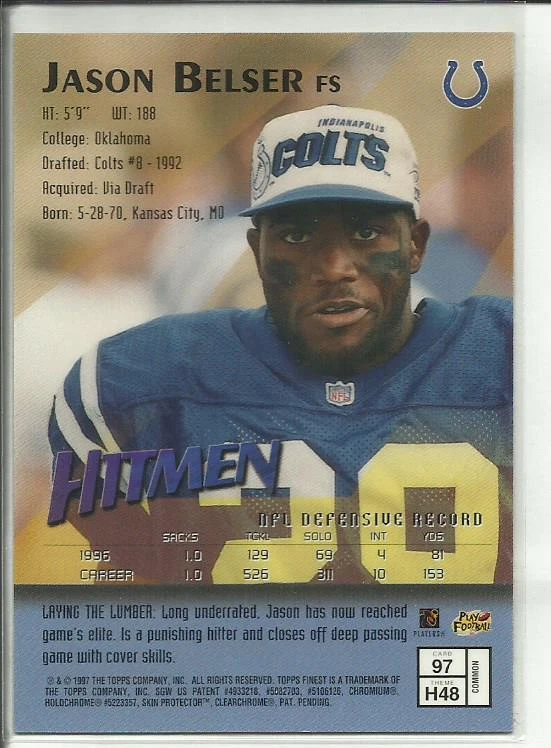 JASON BELSER FS
HT: 5'9" WT: 188
College: Oklahoma
Drafted: Colts #8 - 1992
Acquired: Via Draft
Born: 5-28-70, Kansas City, MO
INDIANAPOLIS
COLTS
NFL
HITMEN
29
NFL DEFENSIVE RECORD
SACKS TCKL SOLO INT YDS
1996 1.0 129 69 4 81
CAREER 1.0 526 311 10 153
LAYING THE LUMBER: Long underrated, Jason has now reached
game's elite. Is a punishing hitter and closes off deep passing
game with cover skills.
PLAYERS INC
PLAY FOOTBALL
CARD
97
THEME
H48
COMMON
® & © 1997 THE TOPPS COMPANY, INC. ALL RIGHTS RESERVED. TOPPS FINEST IS A TRADEMARK OF
THE TOPPS COMPANY, INC. SGW US PATENT #4933218, #5082703, #5106126, CHROMIUM®,
HOLOCHROME®#5223357, SKIN PROTECTOR™, CLEARCHROME®, PAT. PENDING.